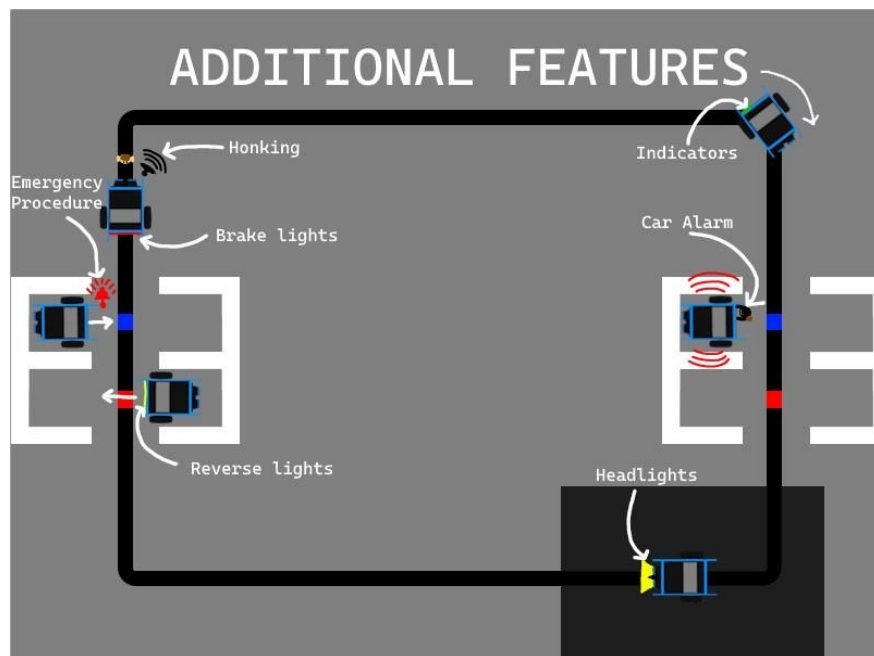 ADDITIONAL FEATURES
Honking
Indicators
Emergency
Procedure
Car Alarm
Brake lights
Reverse lights
Headlights